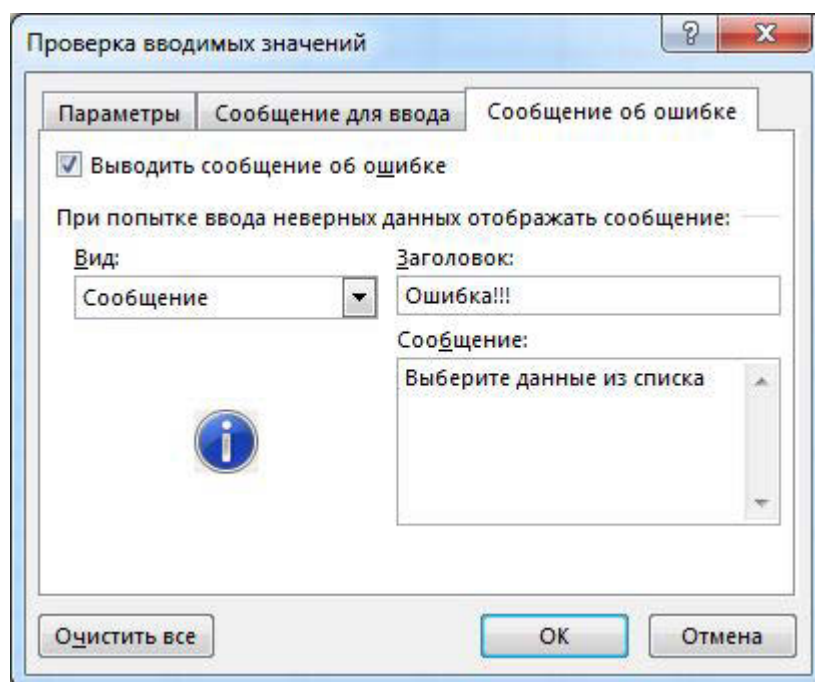 Проверка вводимых значений
Параметры Сообщение для ввода Сообщение об ошибке
Выводить сообщение об ошибке
При попытке ввода неверных данных отображать сообщение:
Вид: Заголовок:
Сообщение Ошибка!!!
Сообщение:
Выберите данные из списка
Очистить все ОК Отмена